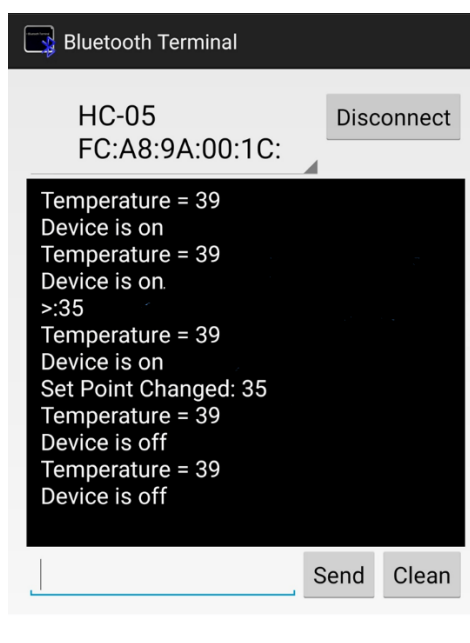 Bluetooth Terminal
HC-05
FC:A8:9A:00:1C:
Disconnect
Temperature = 39
Device is on
Temperature = 39
Device is on
>:35
Temperature = 39
Device is on
Set Point Changed: 35
Temperature = 39
Device is off
Temperature = 39
Device is off
Send
Clean